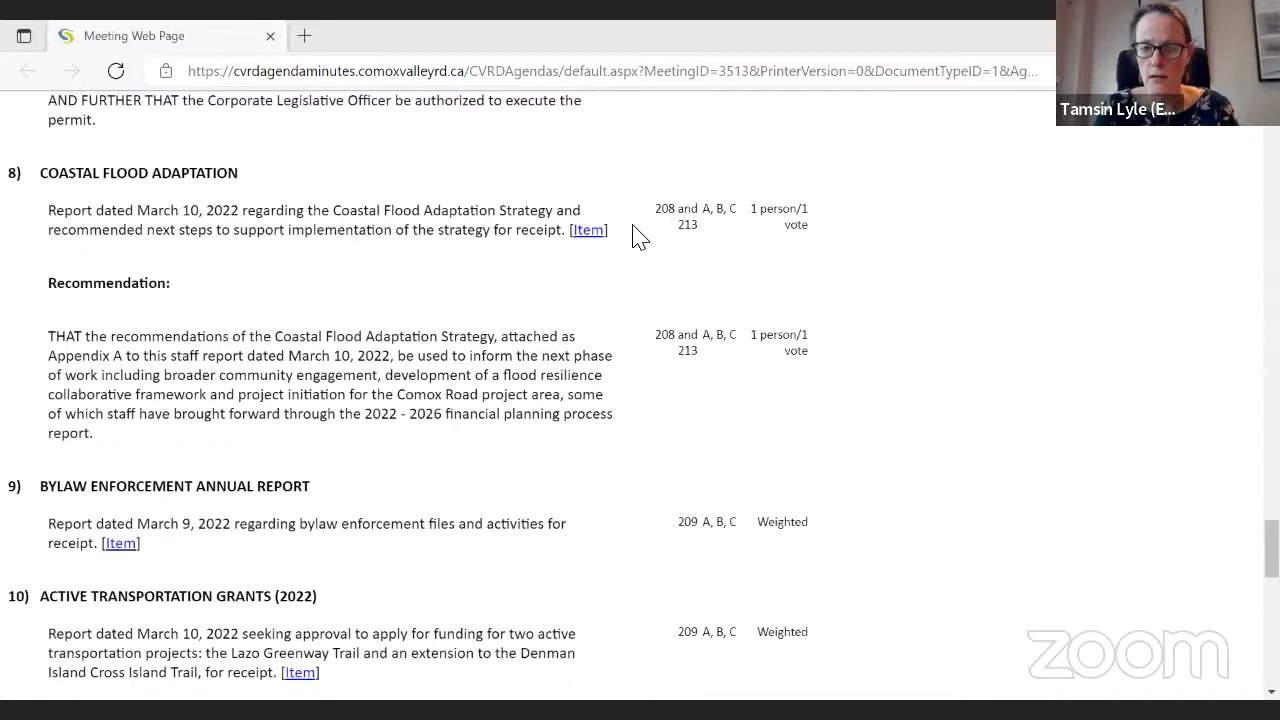 Meeting Web Page
https://cvrdagendaminutes.comoxvalleyrd.ca/CVRDAgendas/default.aspx?MeetingID=3513&PrinterVersion=0&DocumentTypeID=1&Ag...
Tamsin Lyle (E...
AND FURTHER THAT the Corporate Legislative Officer be authorized to execute the
permit.
8) COASTAL FLOOD ADAPTATION
Report dated March 10, 2022 regarding the Coastal Flood Adaptation Strategy and 208 and A, B, C 1 person/1
recommended next steps to support implementation of the strategy for receipt. [Item] 213 vote
Recommendation:
THAT the recommendations of the Coastal Flood Adaptation Strategy, attached as 208 and A, B, C 1 person/1
Appendix A to this staff report dated March 10, 2022, be used to inform the next phase 213 vote
of work including broader community engagement, development of a flood resilience
collaborative framework and project initiation for the Comox Road project area, some
of which staff have brought forward through the 2022 - 2026 financial planning process
report.
9) BYLAW ENFORCEMENT ANNUAL REPORT
Report dated March 9, 2022 regarding bylaw enforcement files and activities for 209 A, B, C Weighted
receipt. [Item]
10) ACTIVE TRANSPORTATION GRANTS (2022)
Report dated March 10, 2022 seeking approval to apply for funding for two active 209 A, B, C Weighted
transportation projects: the Lazo Greenway Trail and an extension to the Denman
Island Cross Island Trail, for receipt. [Item]
zoom